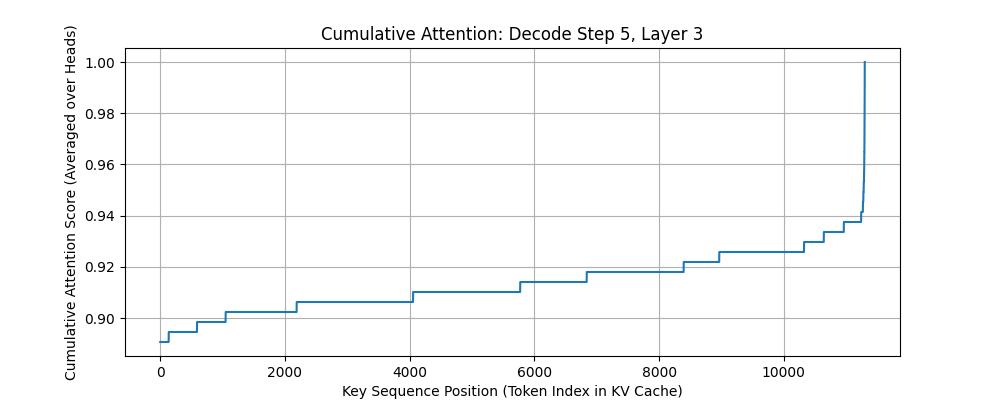 Cumulative Attention: Decode Step 5, Layer 3
Cumulative Attention Score (Averaged over Heads)
1.00
0.98
0.96
0.94
0.92
0.90
0 2000 4000 6000 8000 10000
Key Sequence Position (Token Index in KV Cache)